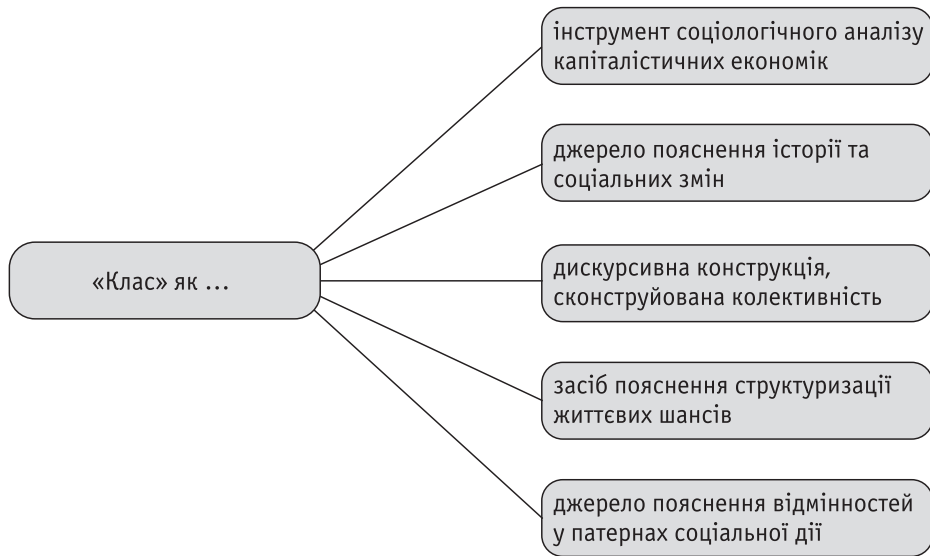 інструмент соціологічного аналізу
капіталістичних економік
джерело пояснення історії та
соціальних змін
«Клас» як ...
дискурсивна конструкція,
сконструйована колективність
засіб пояснення структуризації
життєвих шансів
джерело пояснення відмінностей
у патернах соціальної дії